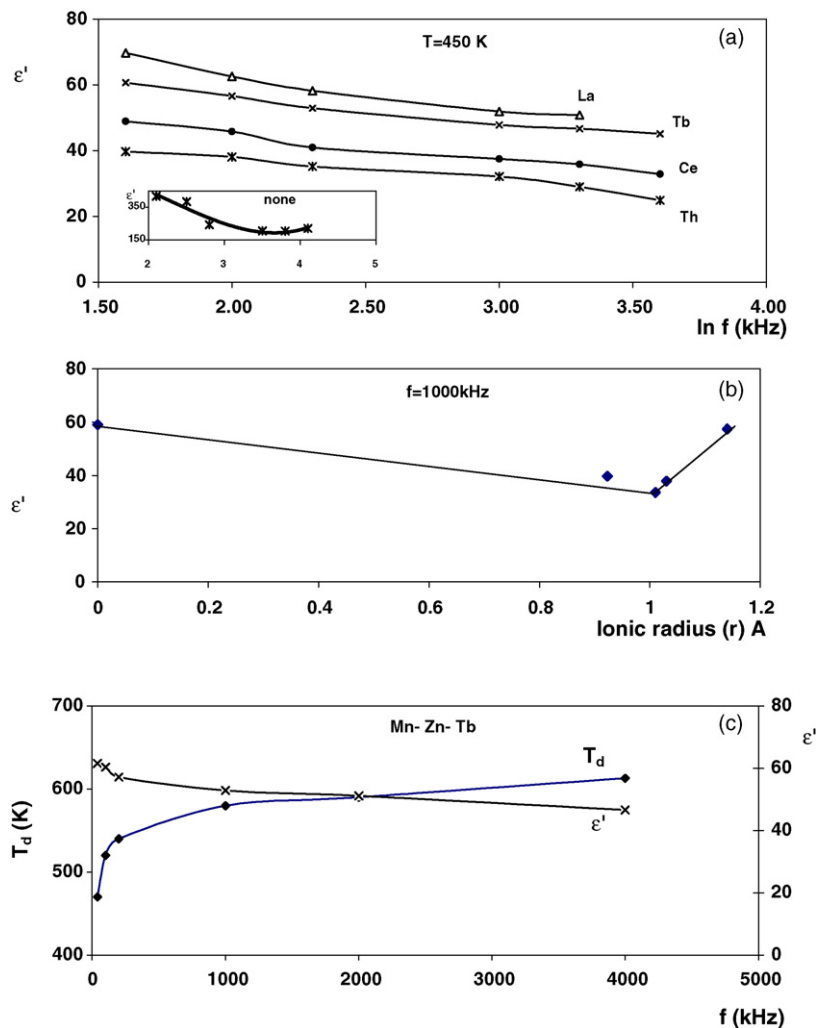 80
T=450 K
(a)
ε'
60
La
Tb
40
Ce
ε'
none
350
Th
20
150
2
3
4
5
0
1.50
2.00
2.50
3.00
3.50
4.00
ln f (kHz)
80
f=1000kHz
(b)
60
40
ε'
20
0
0
0.2
0.4
0.6
0.8
1
1.2
Ionic radius (r) A
700
80
Mn- Zn- Tb
(c)
ε'
T_d
600
60
T_d (K)
ε'
40
500
20
400
0
0
1000
2000
3000
4000
5000
f (kHz)